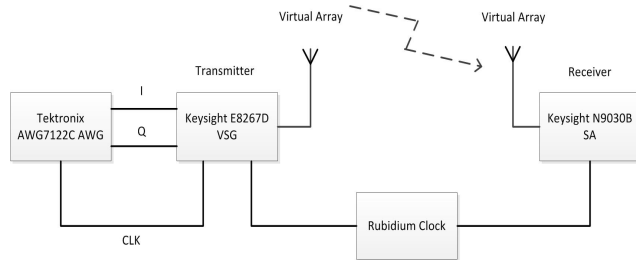 Virtual Array
Virtual Array
Transmitter
Receiver
I
Tektronix
AWG7122C AWG
Q
Keysight E8267D
VSG
Keysight N9030B
SA
Rubidium Clock
CLK